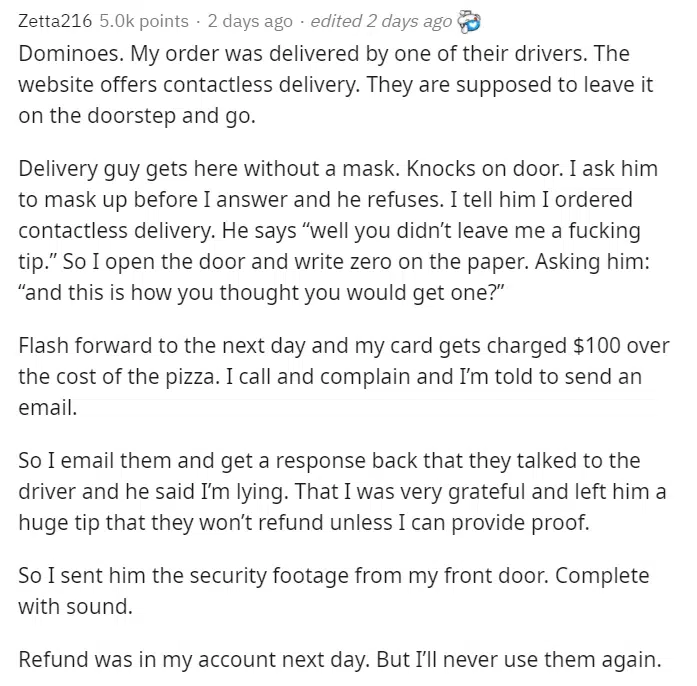 Zetta216 5.0k points · 2 days ago · edited 2 days ago
Dominoes. My order was delivered by one of their drivers. The
website offers contactless delivery. They are supposed to leave it
on the doorstep and go.
Delivery guy gets here without a mask. Knocks on door. I ask him
to mask up before I answer and he refuses. I tell him I ordered
contactless delivery. He says “well you didn’t leave me a fucking
tip.” So I open the door and write zero on the paper. Asking him:
“and this is how you thought you would get one?”
Flash forward to the next day and my card gets charged $100 over
the cost of the pizza. I call and complain and I’m told to send an
email.
So I email them and get a response back that they talked to the
driver and he said I’m lying. That I was very grateful and left him a
huge tip that they won’t refund unless I can provide proof.
So I sent him the security footage from my front door. Complete
with sound.
Refund was in my account next day. But I’ll never use them again.